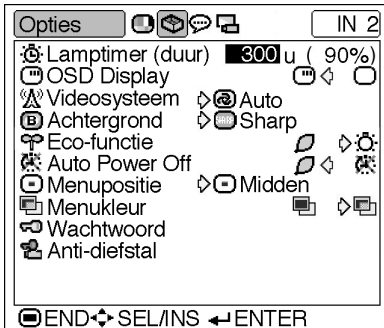 Opties IN 2
Lamptimer (duur) 300 u ( 90%)
OSD Display
Videosysteem Auto
B Achtergrond Sharp
Eco-functie
Auto Power Off
Menupositie Midden
Menukleur
Wachtwoord
Anti-diefstal
END SEL/INS ENTER